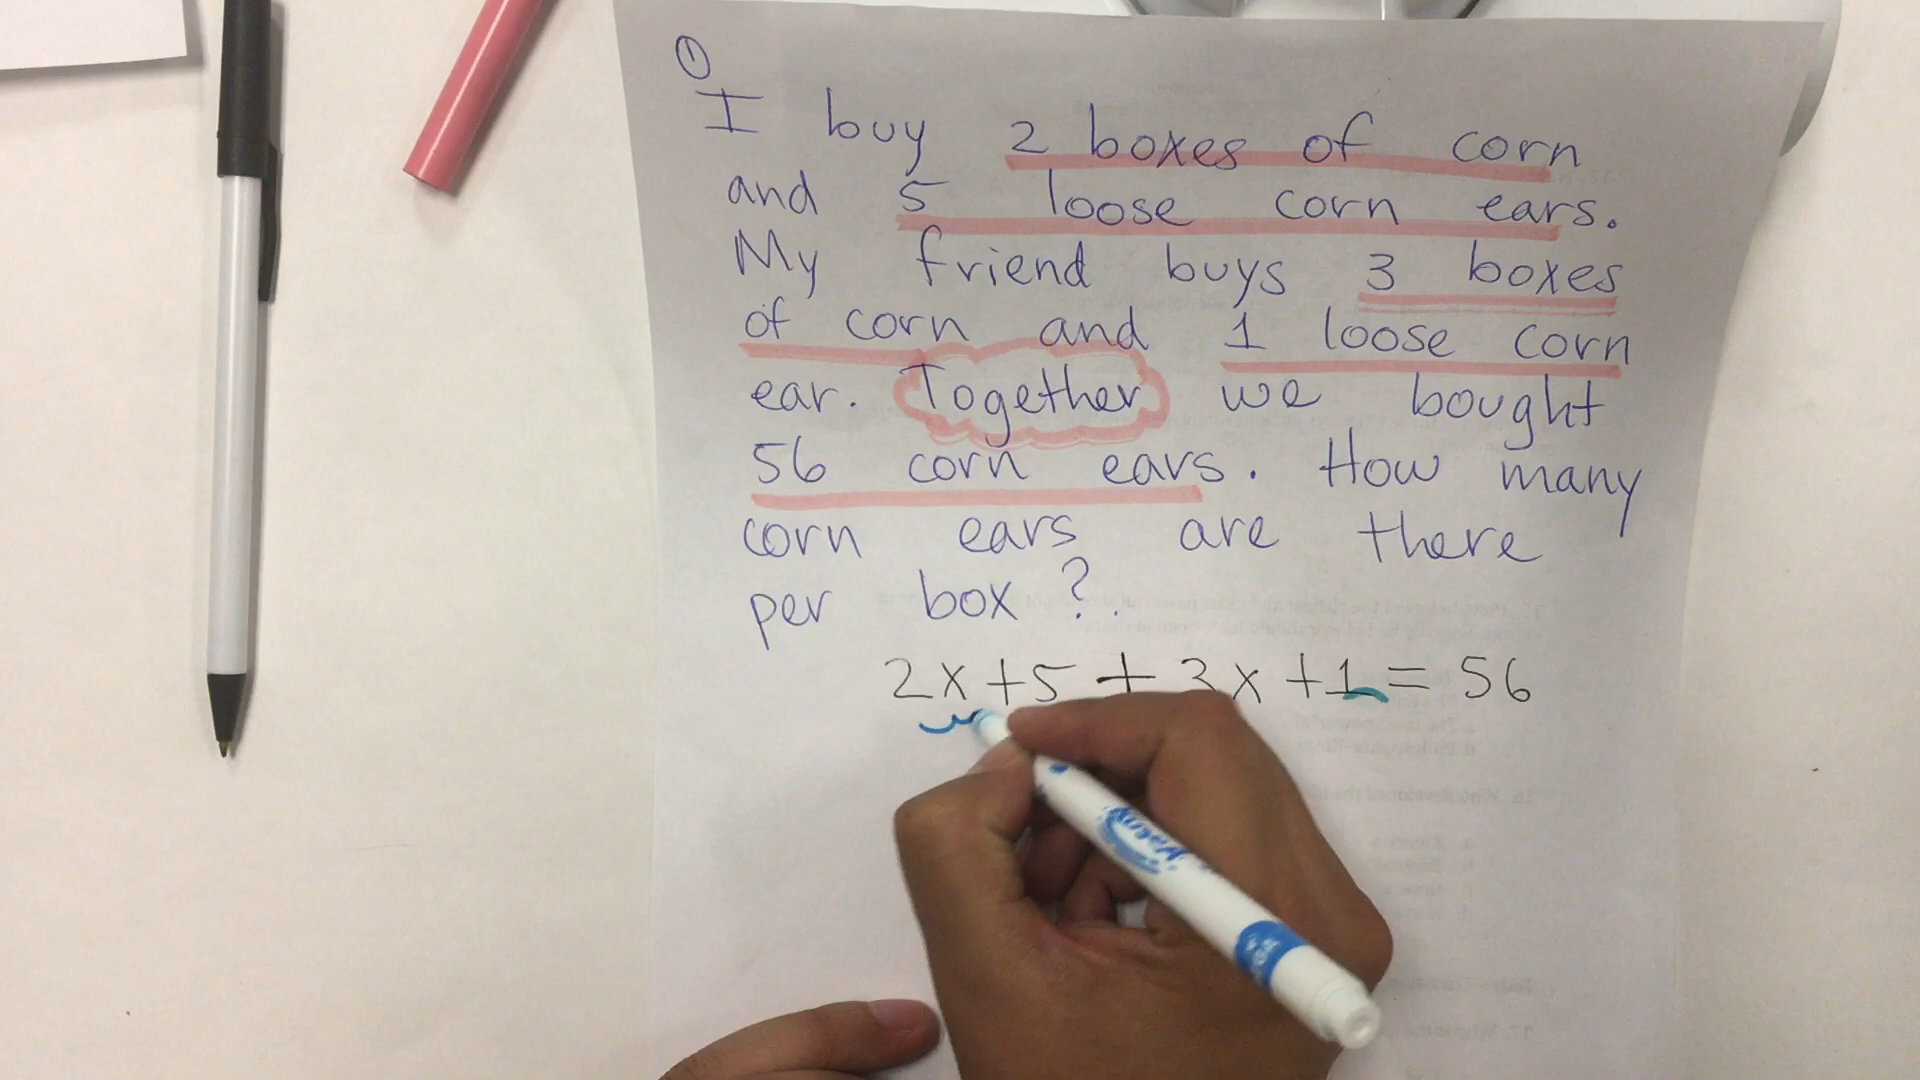 ①
I buy 2 boxes of corn
and 5 loose corn ears.
My friend buys 3 boxes
of corn and 1 loose corn
ear. Together we bought
56 corn ears. How many
corn ears are there
per box?
2x+5 + 3x +1 = 56